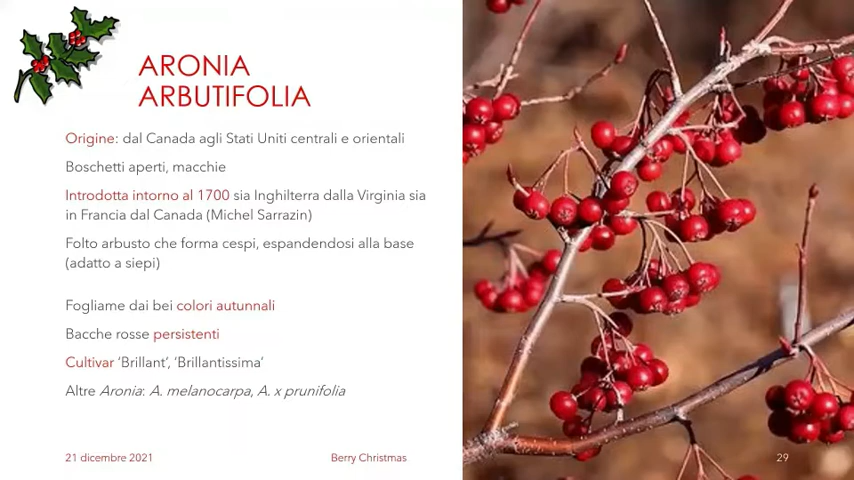 ARONIA
ARBUTIFOLIA
Origine: dal Canada agli Stati Uniti centrali e orientali
Boschetti aperti, macchie
Introdotta intorno al 1700 sia Inghilterra dalla Virginia sia
in Francia dal Canada (Michel Sarrazin)
Folto arbusto che forma cespi, espandendosi alla base
(adatto a siepi)
Fogliame dai bei colori autunnali
Bacche rosse persistenti
Cultivar ‘Brillant’, ‘Brillantissima’
Altre Aronia: A. melanocarpa, A. x prunifolia
21 dicembre 2021
Berry Christmas
29